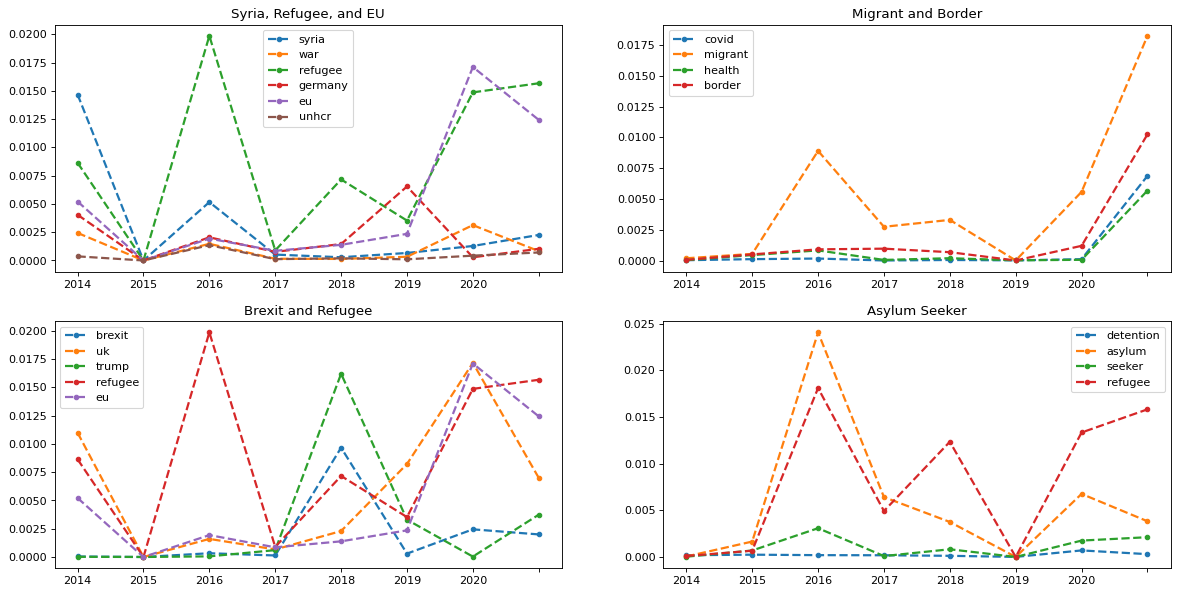 Syria, Refugee, and EU
0.0200
0.0175
0.0150
0.0125
0.0100
0.0075
0.0050
0.0025
0.0000
syria
war
refugee
germany
eu
unhcr
2014 2015 2016 2017 2018 2019 2020
Migrant and Border
0.0175
0.0150
0.0125
0.0100
0.0075
0.0050
0.0025
0.0000
covid
migrant
health
border
2014 2015 2016 2017 2018 2019 2020
Brexit and Refugee
0.0200
0.0175
0.0150
0.0125
0.0100
0.0075
0.0050
0.0025
0.0000
brexit
uk
trump
refugee
eu
2014 2015 2016 2017 2018 2019 2020
Asylum Seeker
0.025
0.020
0.015
0.010
0.005
0.000
detention
asylum
seeker
refugee
2014 2015 2016 2017 2018 2019 2020